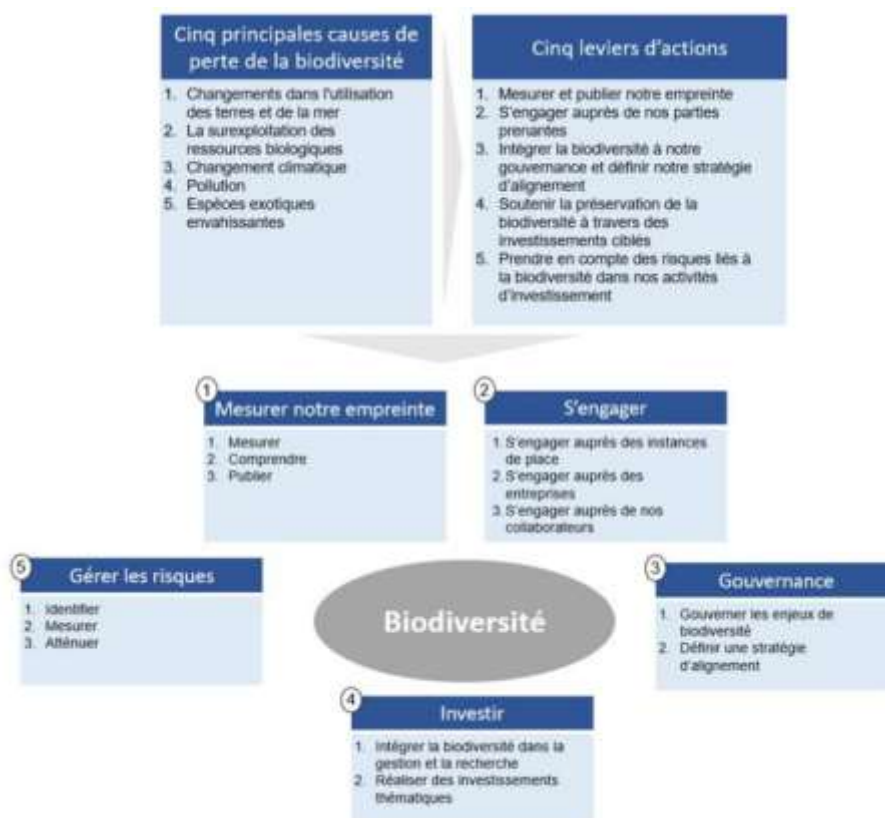 Cinq principales causes de
perte de la biodiversité
1. Changements dans l'utilisation
des terres et de la mer
2. La surexploitation des
ressources biologiques
3. Changement climatique
4. Pollution
5. Espèces exotiques
envahissantes
Cinq leviers d'actions
1. Mesurer et publier notre empreinte
2. S'engager auprès de nos parties
prenantes
3. Intégrer la biodiversité à notre
gouvernance et définir notre stratégie
d'alignement
4. Soutenir la préservation de la
biodiversité à travers des
investissements ciblés
5. Prendre en compte des risques liés à
la biodiversité dans nos activités
d'investissement
1
Mesurer notre empreinte
1. Mesurer
2. Comprendre
3. Publier
2
S'engager
1. S'engager auprès des instances
de place
2. S'engager auprès des
entreprises
3. S'engager auprès de nos
collaborateurs
5
Gérer les risques
1. Identifier
2. Mesurer
3. Atténuer
Biodiversité
3
Gouvernance
1. Gouverner les enjeux de
biodiversité
2. Définir une stratégie
d'alignement
4
Investir
1. Intégrer la biodiversité dans la
gestion et la recherche
2. Réaliser des investissements
thématiques